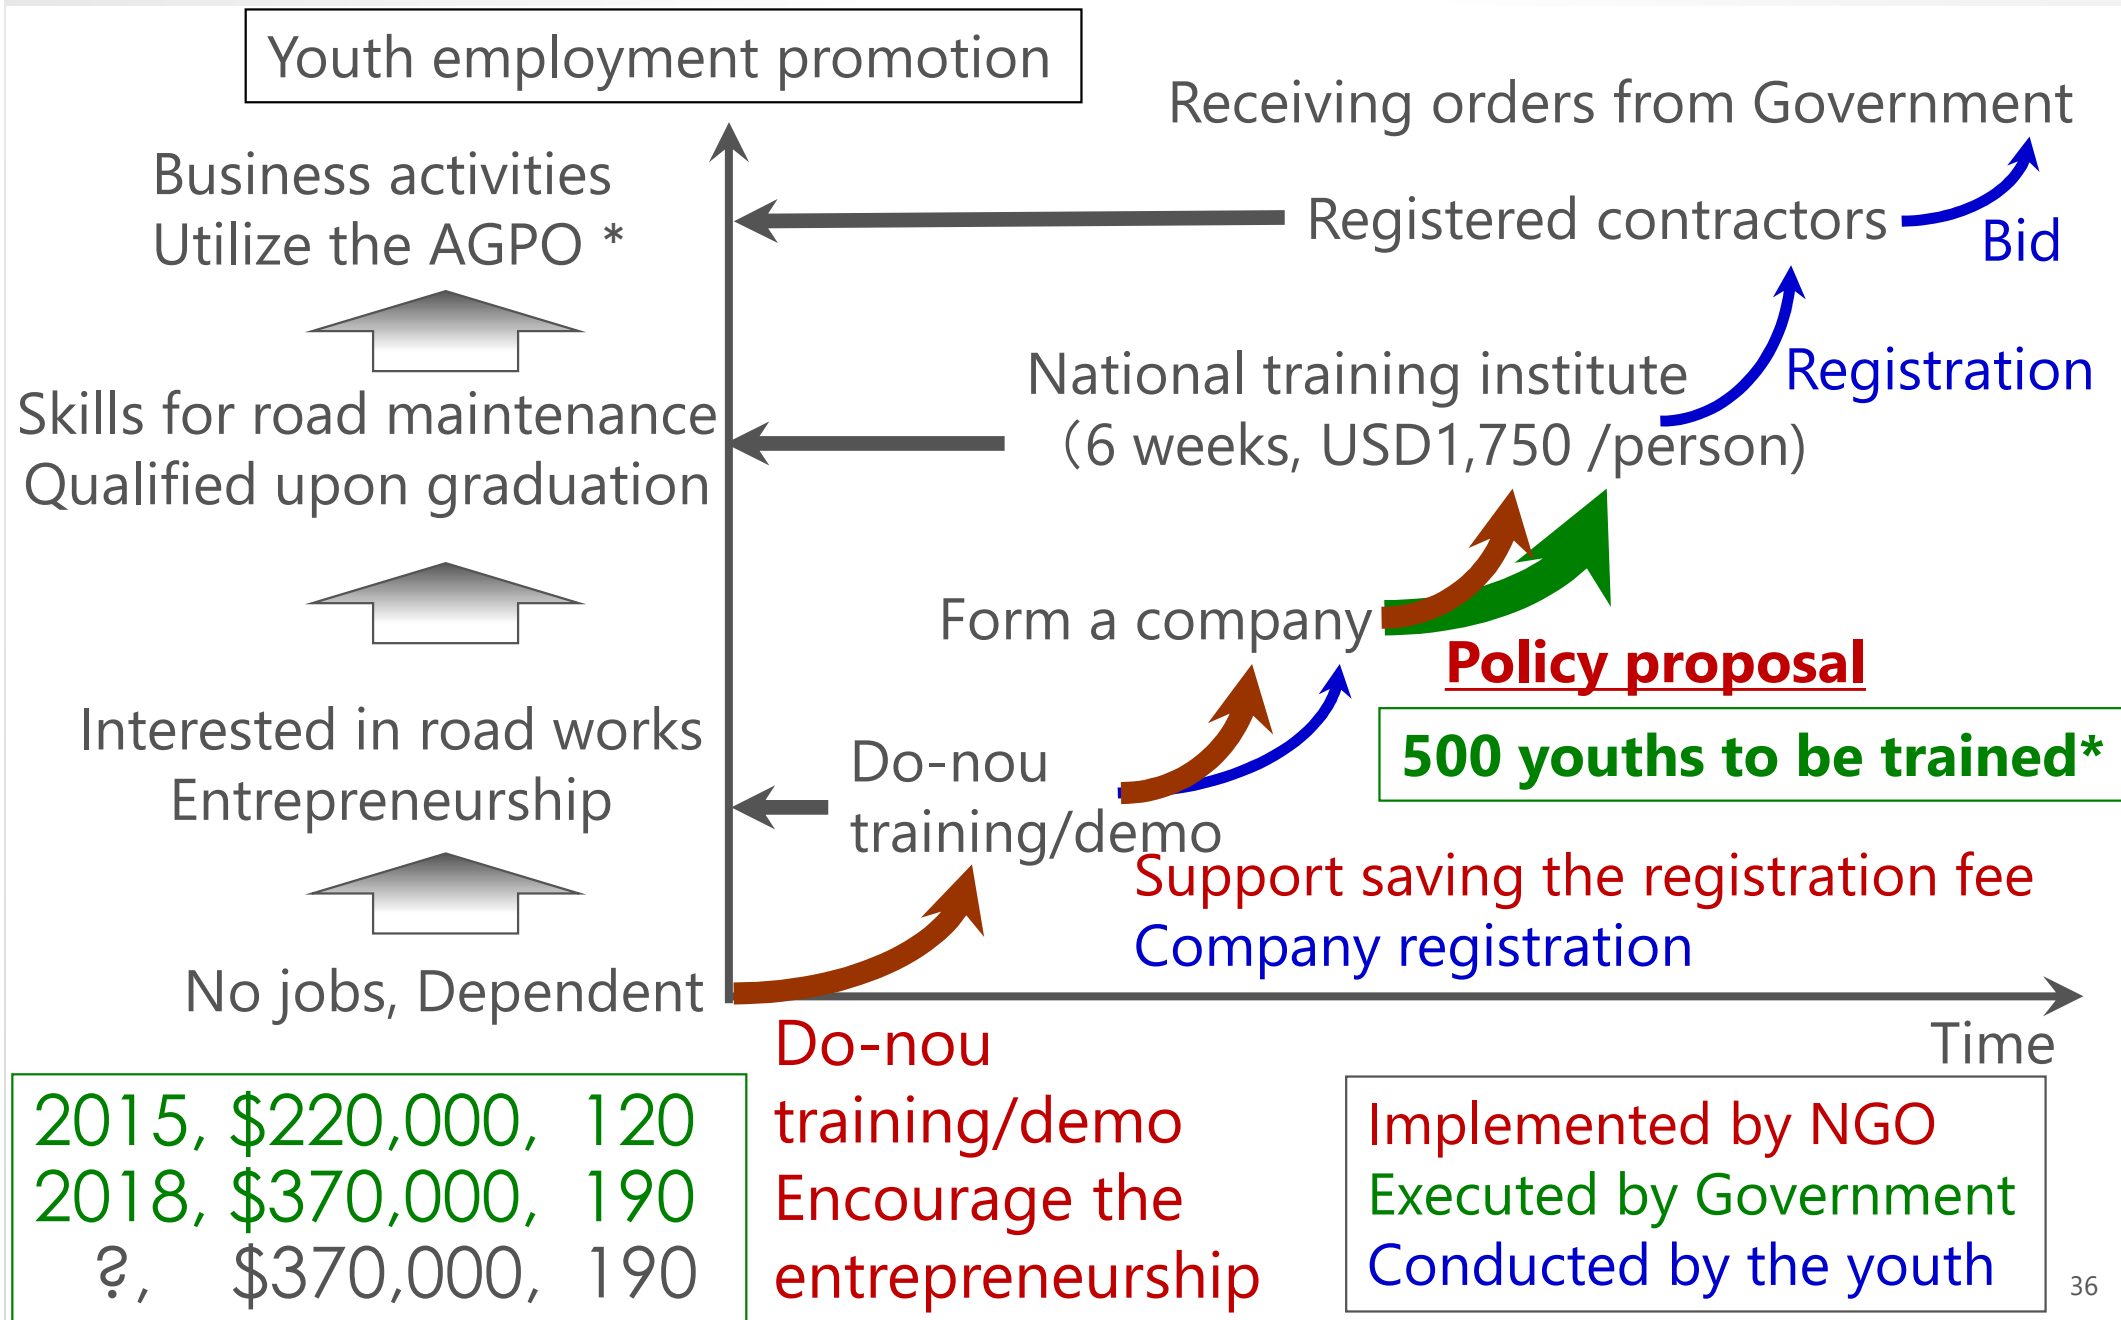 Youth employment promotion
Receiving orders from Government
Business activities
Utilize the AGPO *
Registered contractors
Bid
National training institute
（6 weeks, USD1,750 /person)
Registration
Skills for road maintenance
Qualified upon graduation
Form a company
Policy proposal
500 youths to be trained*
Interested in road works
Entrepreneurship
Do-nou
training/demo
Support saving the registration fee
Company registration
No jobs, Dependent
Time
Do-nou
training/demo
Encourage the
entrepreneurship
2015, $220,000, 120
2018, $370,000, 190
?, $370,000, 190
Implemented by NGO
Executed by Government
Conducted by the youth
36